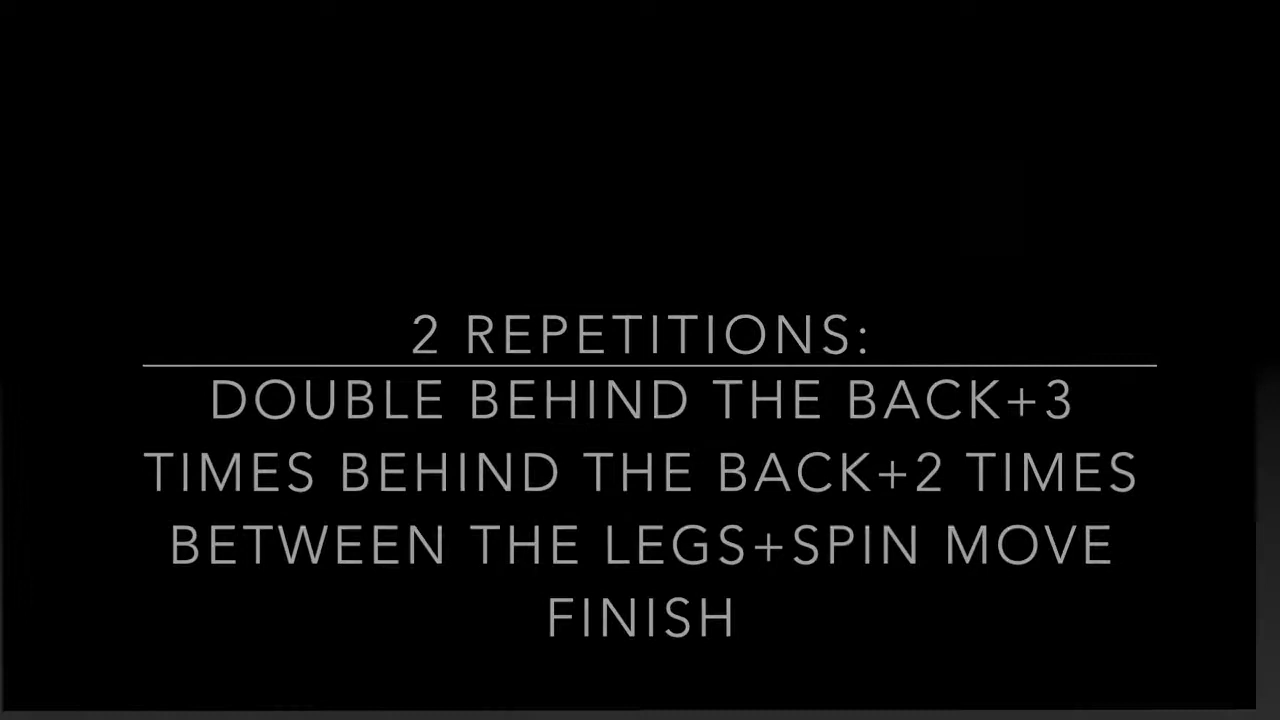 2 REPETITIONS:
DOUBLE BEHIND THE BACK+3
TIMES BEHIND THE BACK+2 TIMES
BETWEEN THE LEGS+SPIN MOVE
FINISH